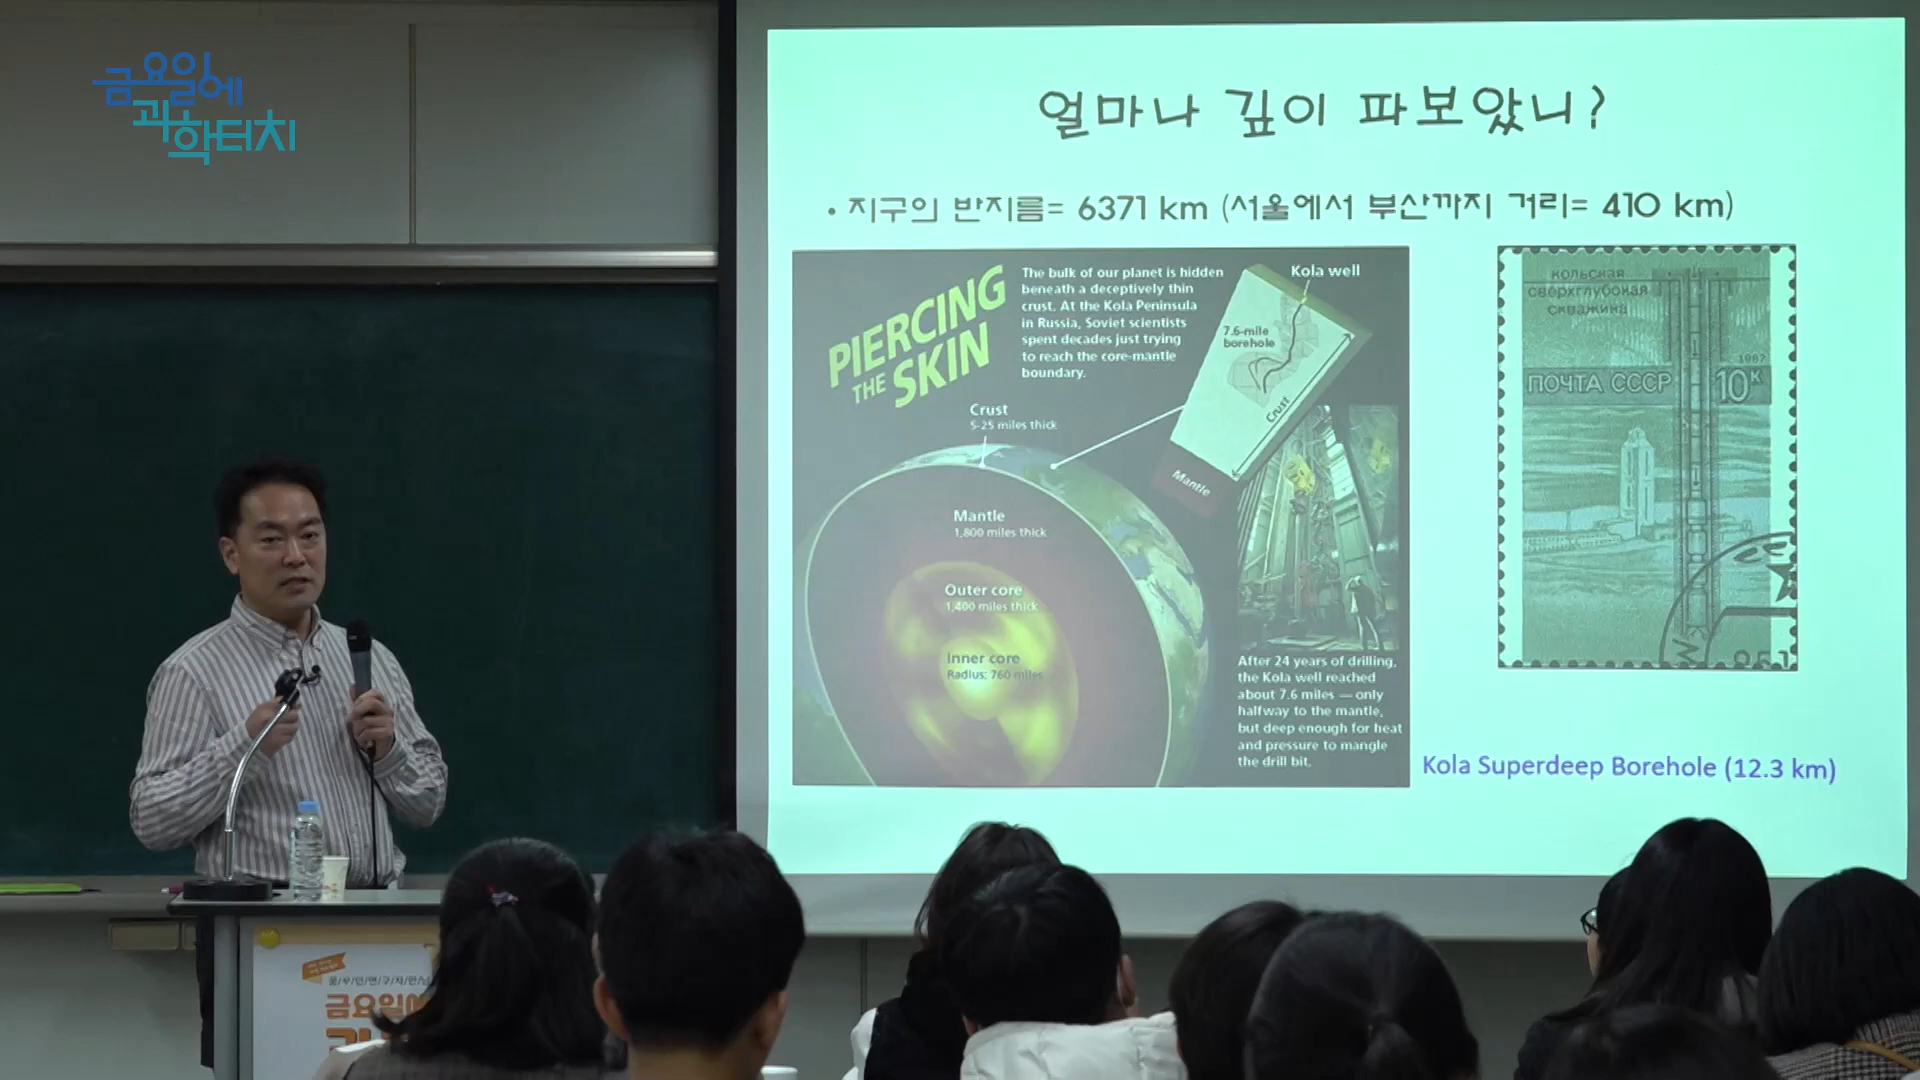 금요일에
과학터치
얼마나 깊이 파보았니?
• 지구의 반지름= 6371 km (서울에서 부산까지 거리= 410 km)
PIERCING
THE SKIN
The bulk of our planet is hidden
beneath a deceptively thin
crust. At the Kola Peninsula
in Russia, Soviet scientists
spent decades just trying
to reach the core-mantle
boundary.
Kola well
7.6-mile
borehole
Crust
Mantle
Crust
5-25 miles thick
Mantle
1,800 miles thick
Outer core
1,400 miles thick
Inner core
Radius: 760 miles
After 24 years of drilling,
the Kola well reached
about 7.6 miles — only
halfway to the mantle,
but deep enough for heat
and pressure to mangle
the drill bit.
кольская
сверхглубокая
скважина
1987
ПОЧТА СССР 10к
Kola Superdeep Borehole (12.3 km)
금요일에